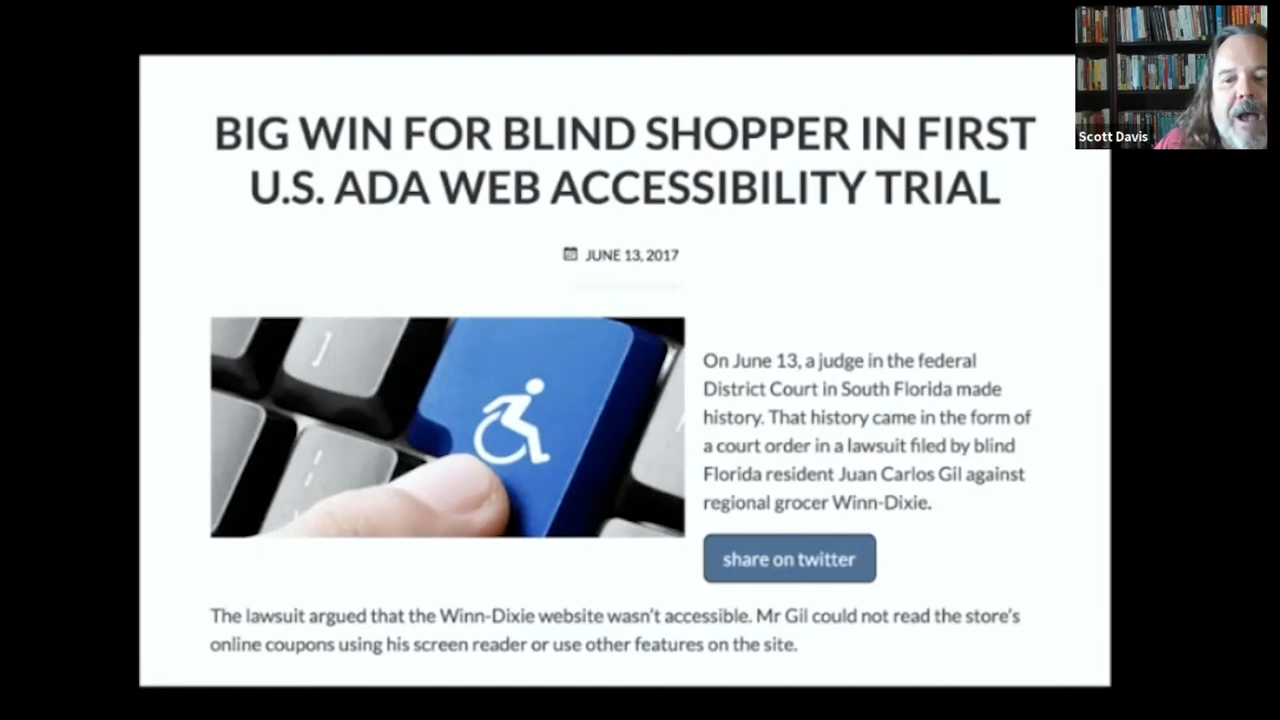 BIG WIN FOR BLIND SHOPPER IN FIRST
U.S. ADA WEB ACCESSIBILITY TRIAL
JUNE 13, 2017
On June 13, a judge in the federal
District Court in South Florida made
history. That history came in the form of
a court order in a lawsuit filed by blind
Florida resident Juan Carlos Gil against
regional grocer Winn-Dixie.
share on twitter
The lawsuit argued that the Winn-Dixie website wasn't accessible. Mr Gil could not read the store's
online coupons using his screen reader or use other features on the site.
Scott Davis